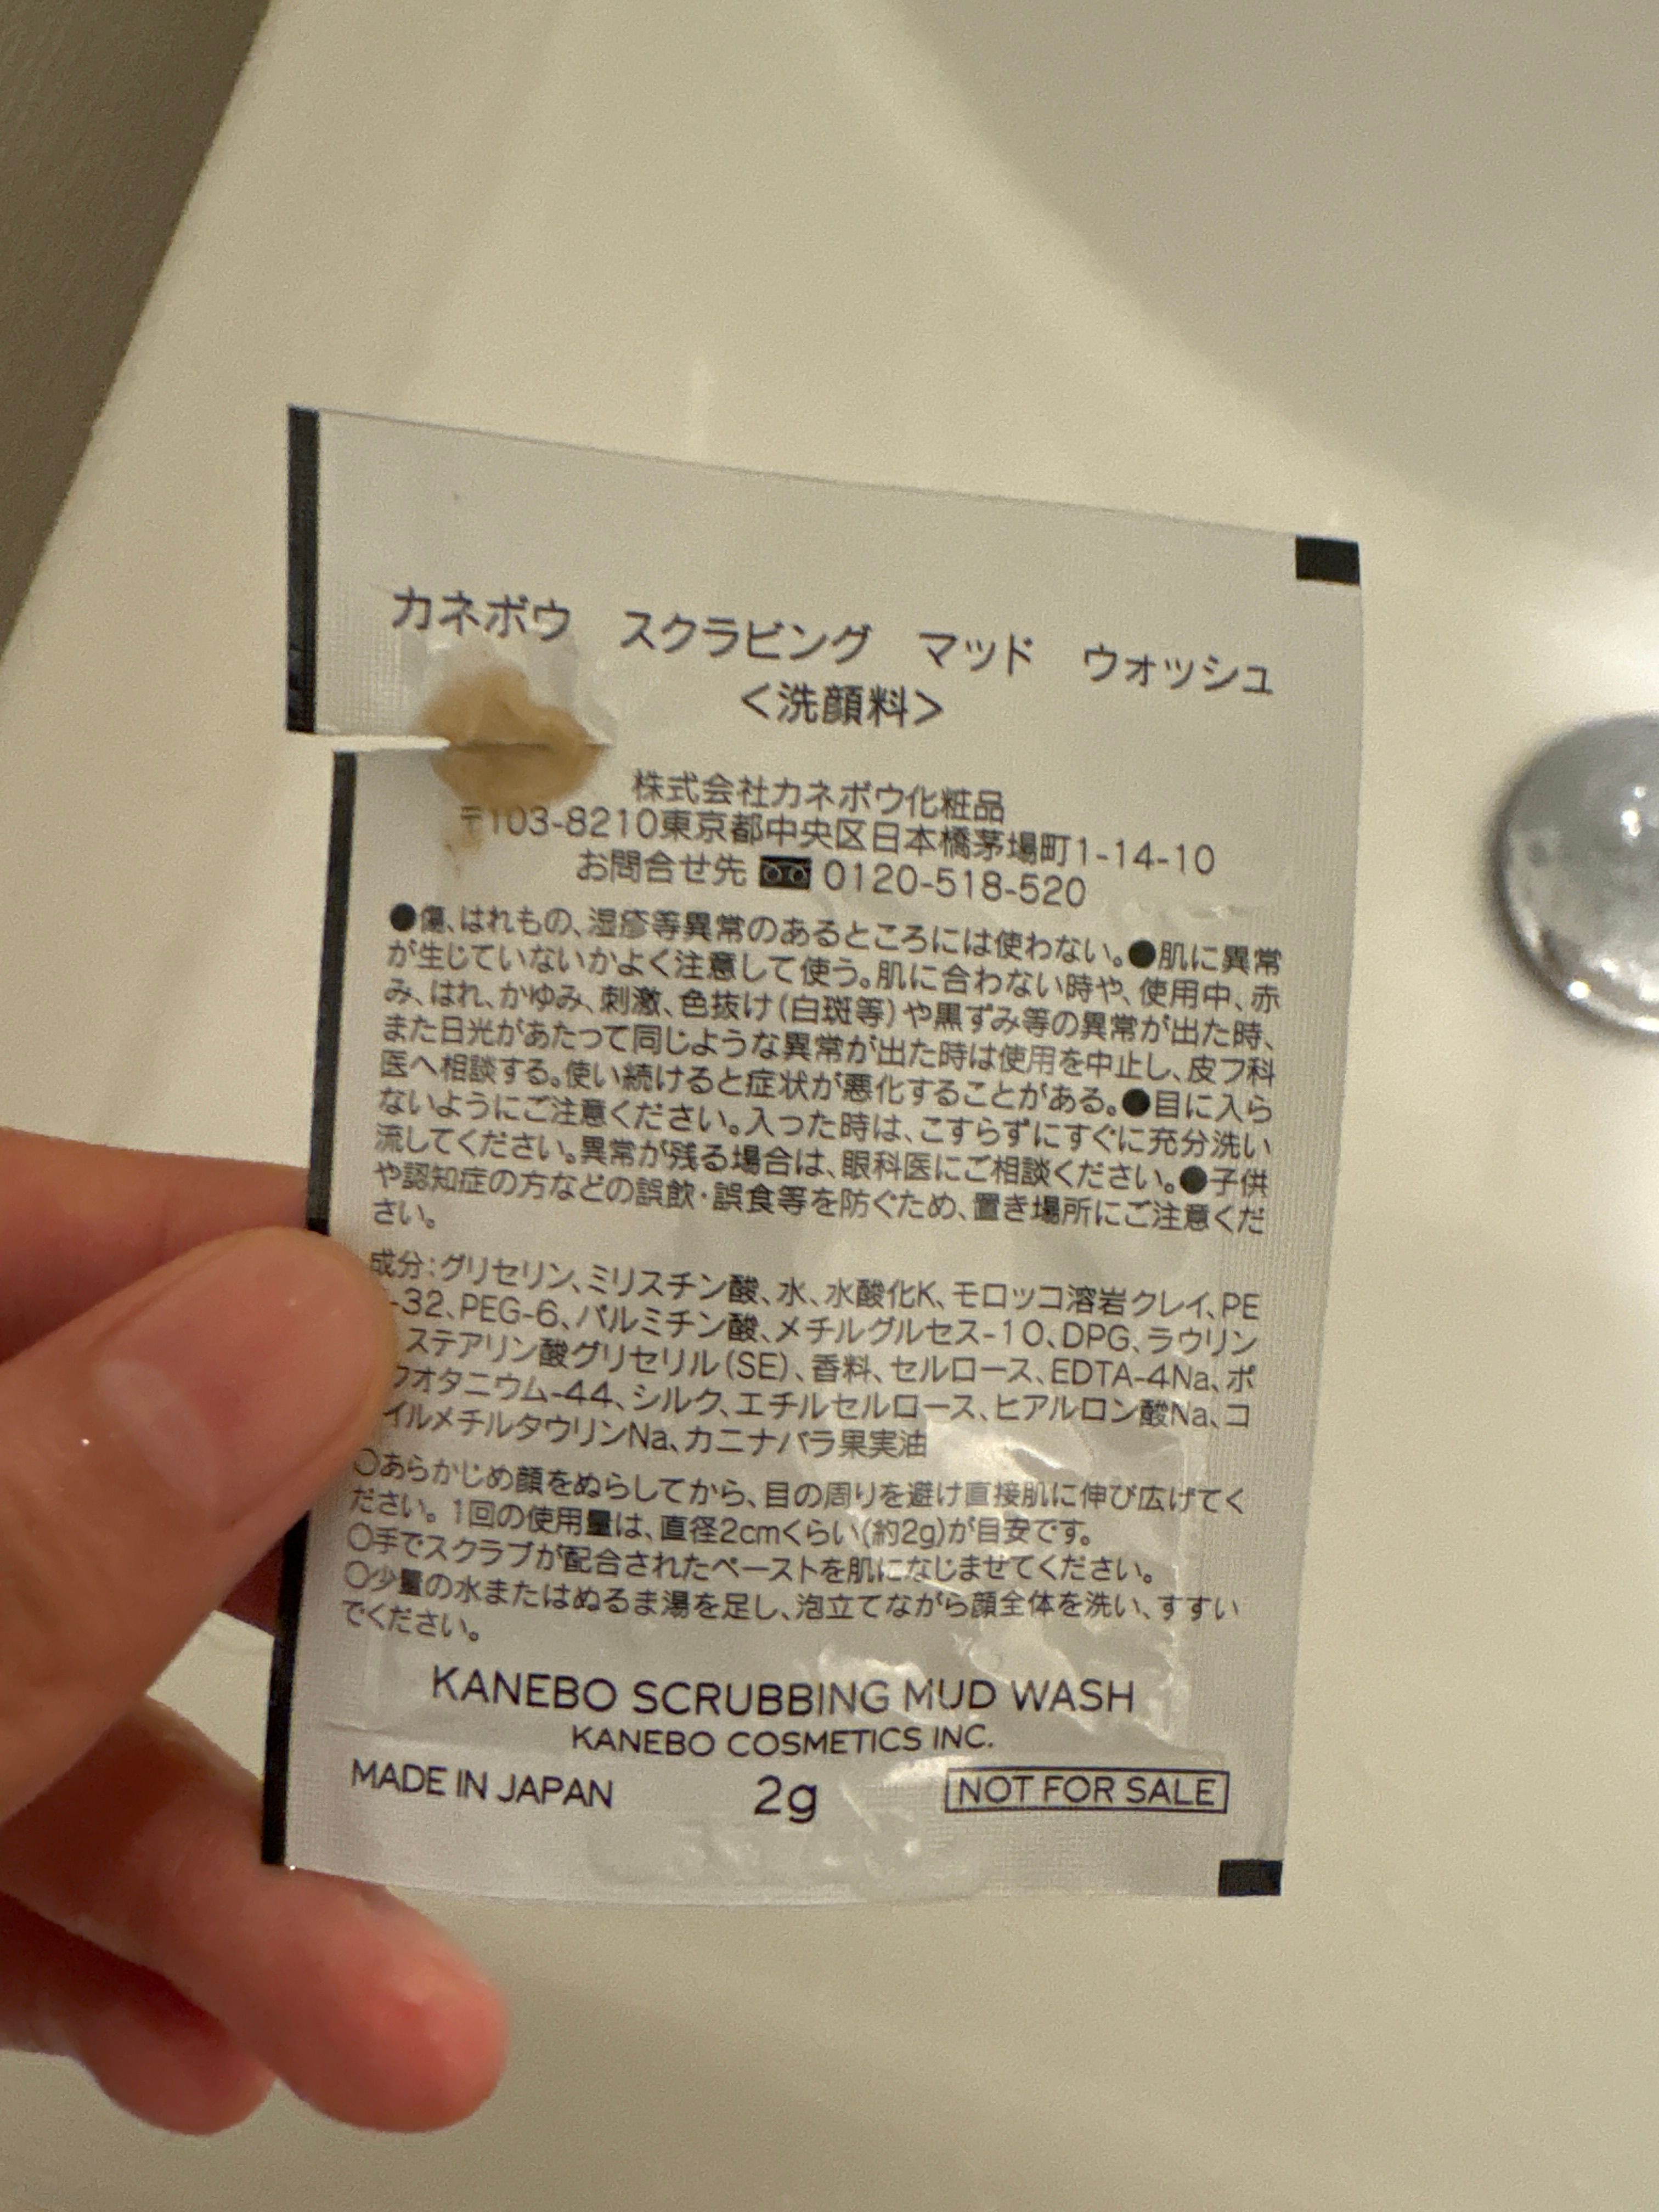 カネボウ スクラビング マッド ウォッシュ
<洗顔料>
株式会社カネボウ化粧品
〒103-8210東京都中央区日本橋茅場町1-14-10
お問合せ先 0120-518-520
●傷、はれもの、湿疹等異常のあるところには使わない。●肌に異常
が生じていないかよく注意して使う。肌に合わない時や、使用中、赤
み、はれ、かゆみ、刺激、色抜け(白斑等)や黒ずみ等の異常が出た時、
また日光があたって同じような異常が出た時は使用を中止し、皮フ科
医へ相談する。使い続けると症状が悪化することがある。●目に入ら
ないようにご注意ください。入った時は、こすらずにすぐに充分洗い
流してください。異常が残る場合は、眼科医にご相談ください。●子供
や認知症の方などの誤飲・誤食等を防ぐため、置き場所にご注意くだ
さい。
成分:グリセリン、ミリスチン酸、水、水酸化K、モロッコ溶岩クレイ、PE
-32、PEG-6、パルミチン酸、メチルグルセス-10、DPG、ラウリン
ステアリン酸グリセリル(SE)、香料、セルロース、EDTA-4Na、ポ
フオタニウム-44、シルク、エチルセルロース、ヒアルロン酸Na、コ
イルメチルタウリンNa、カニナバラ果実油
○あらかじめ顔をぬらしてから、目の周りを避け直接肌に伸び広げてく
ださい。1回の使用量は、直径2cmくらい(約2g)が目安です。
○手でスクラブが配合されたペーストを肌になじませてください。
○少量の水またはぬるま湯を足し、泡立てながら顔全体を洗い、すすい
でください。
KANEBO SCRUBBING MUD WASH
KANEBO COSMETICS INC.
MADE IN JAPAN 2g NOT FOR SALE